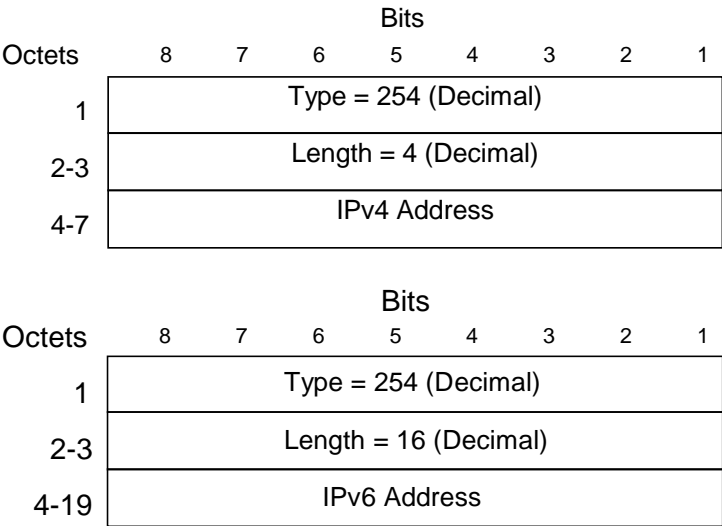 Bits
Octets 8 7 6 5 4 3 2 1
1 Type = 254 (Decimal)
2-3 Length = 4 (Decimal)
4-7 IPv4 Address
Bits
Octets 8 7 6 5 4 3 2 1
1 Type = 254 (Decimal)
2-3 Length = 16 (Decimal)
4-19 IPv6 Address